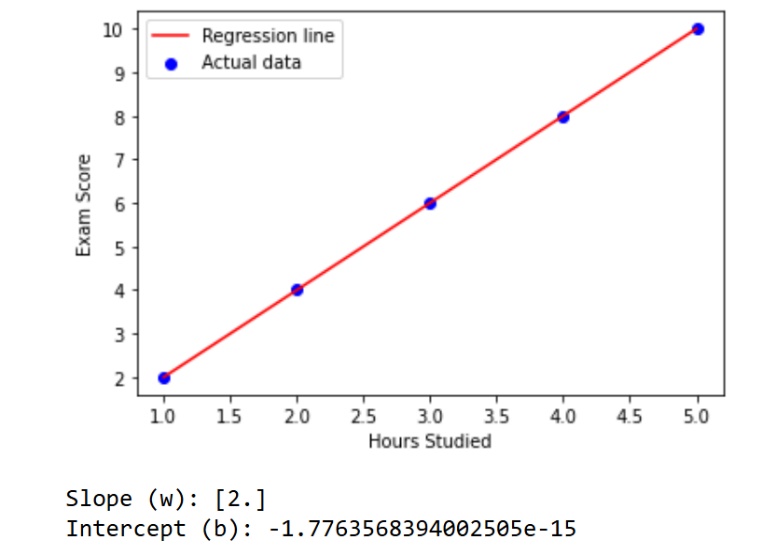 Regression line
Actual data
10
9
8
7
6
5
4
3
2
Exam Score
1.0 1.5 2.0 2.5 3.0 3.5 4.0 4.5 5.0
Hours Studied
Slope (w): [2.]
Intercept (b): -1.7763568394002505e-15